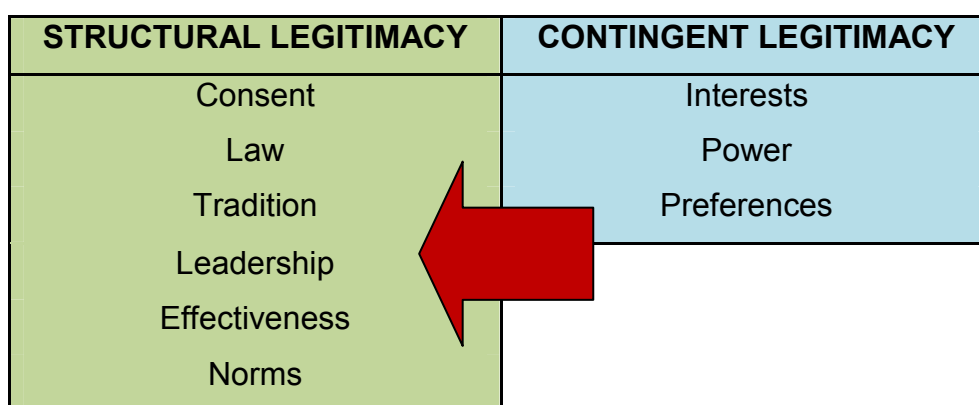 STRUCTURAL LEGITIMACY
Consent
Law
Tradition
Leadership
Effectiveness
Norms
CONTINGENT LEGITIMACY
Interests
Power
Preferences